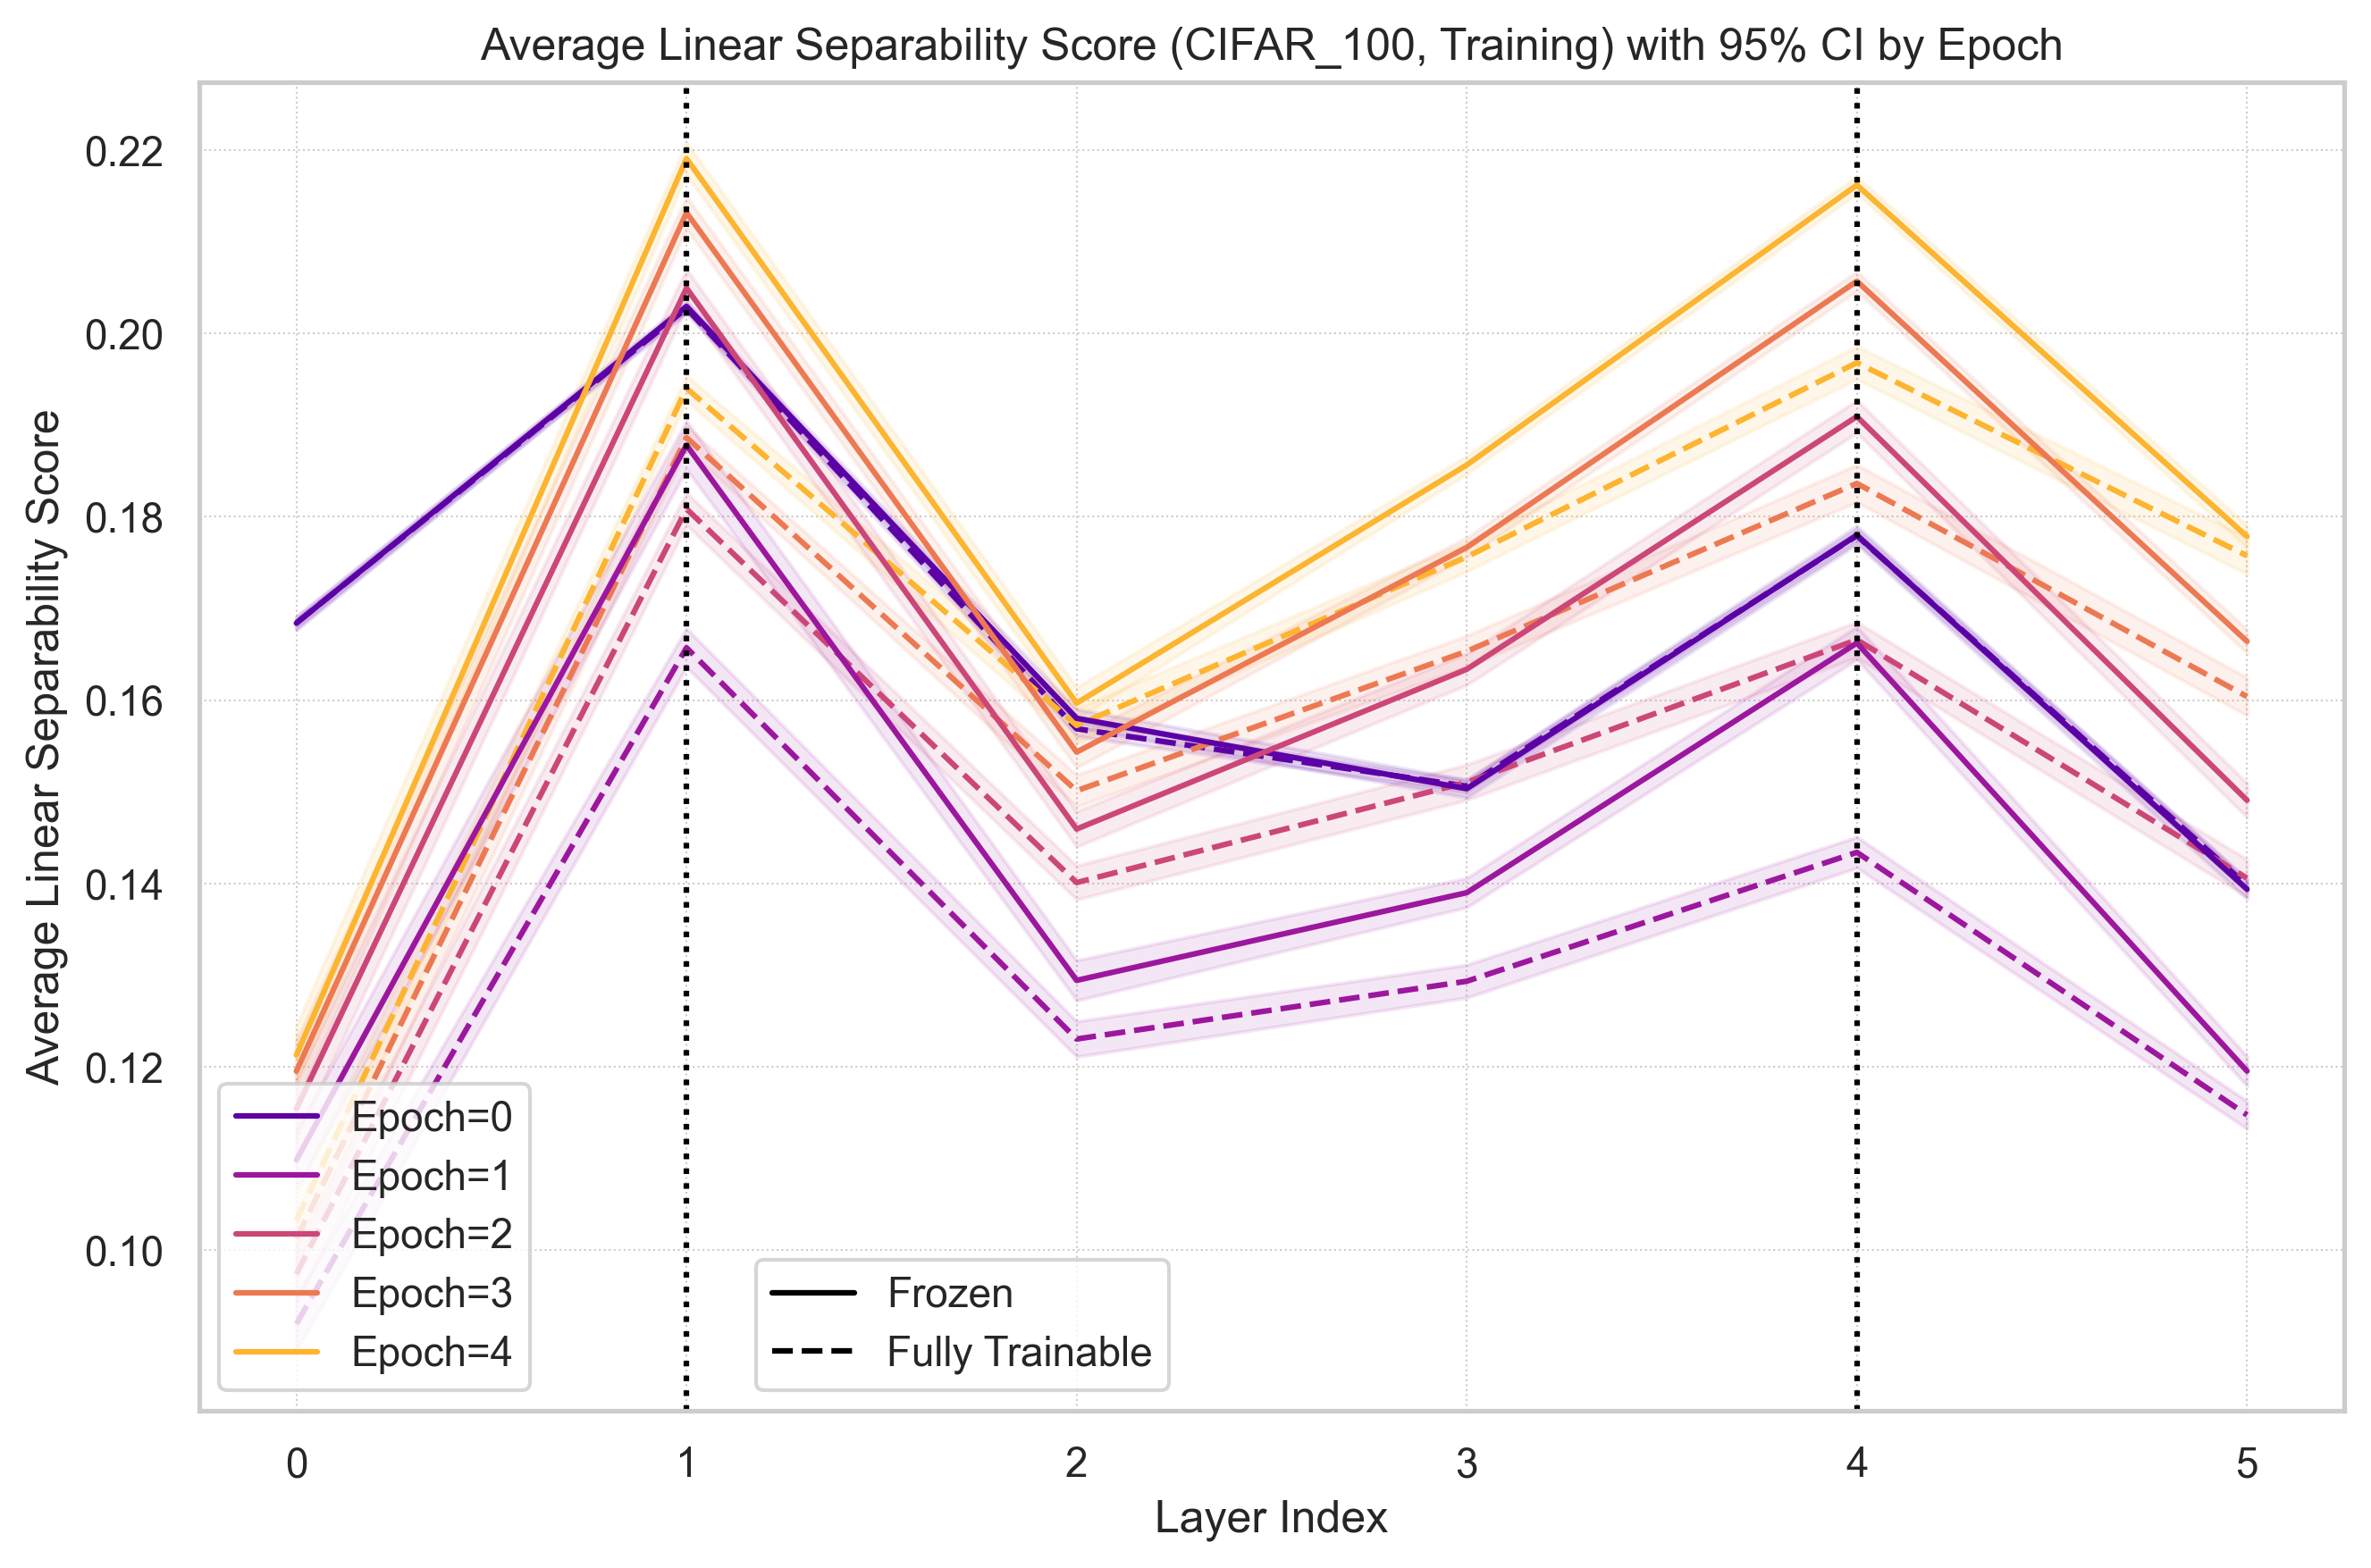 Average Linear Separability Score (CIFAR_100, Training) with 95% CI by Epoch
Average Linear Separability Score
0.22
0.20
0.18
0.16
0.14
0.12
0.10
Epoch=0
Epoch=1
Epoch=2
Epoch=3
Epoch=4
Frozen
Fully Trainable
0 1 2 3 4 5
Layer Index